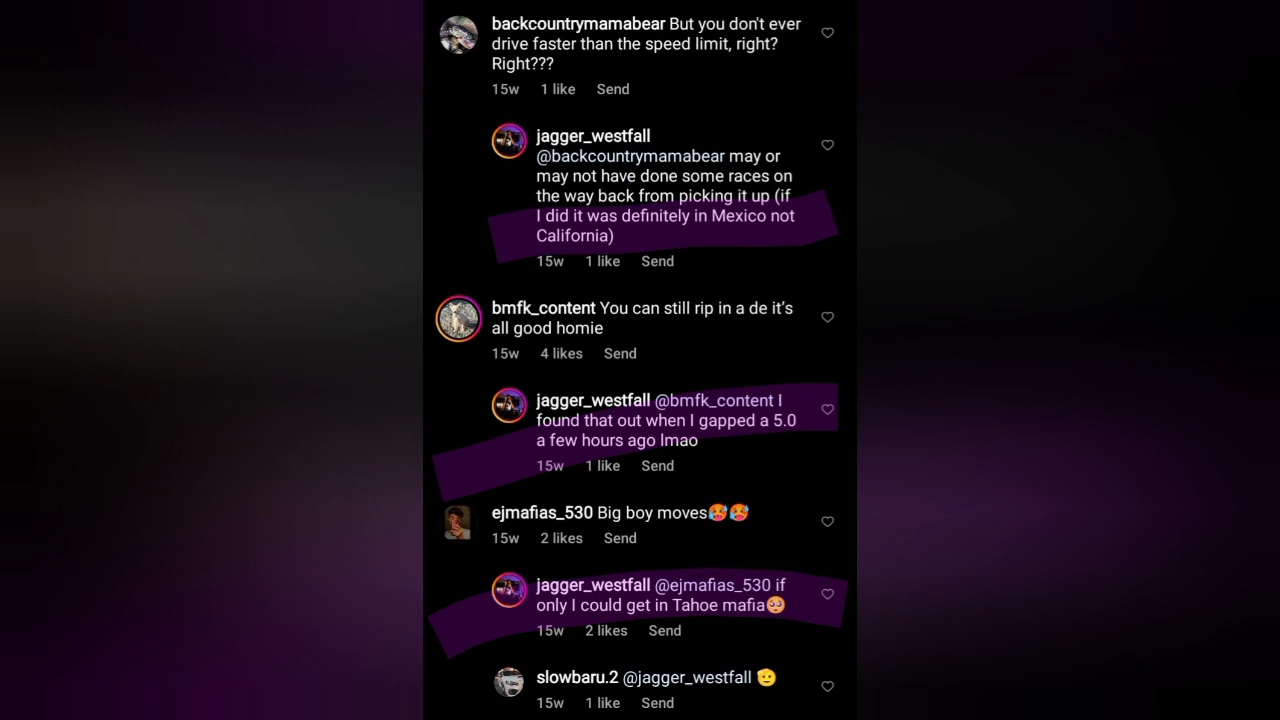 backcountrymamabear But you don't ever
drive faster than the speed limit, right?
Right???
15w 1 like Send
jagger_westfall
@backcountrymamabear may or
may not have done some races on
the way back from picking it up (if
I did it was definitely in Mexico not
California)
15w 1 like Send
bmfk_content You can still rip in a de it's
all good homie
15w 4 likes Send
jagger_westfall @bmfk_content I
found that out when I gapped a 5.0
a few hours ago lmao
15w 1 like Send
ejmafias_530 Big boy moves🥵🥵
15w 2 likes Send
jagger_westfall @ejmafias_530 if
only I could get in Tahoe mafia🥺
15w 2 likes Send
slowbaru.2 @jagger_westfall 🫡
15w 1 like Send